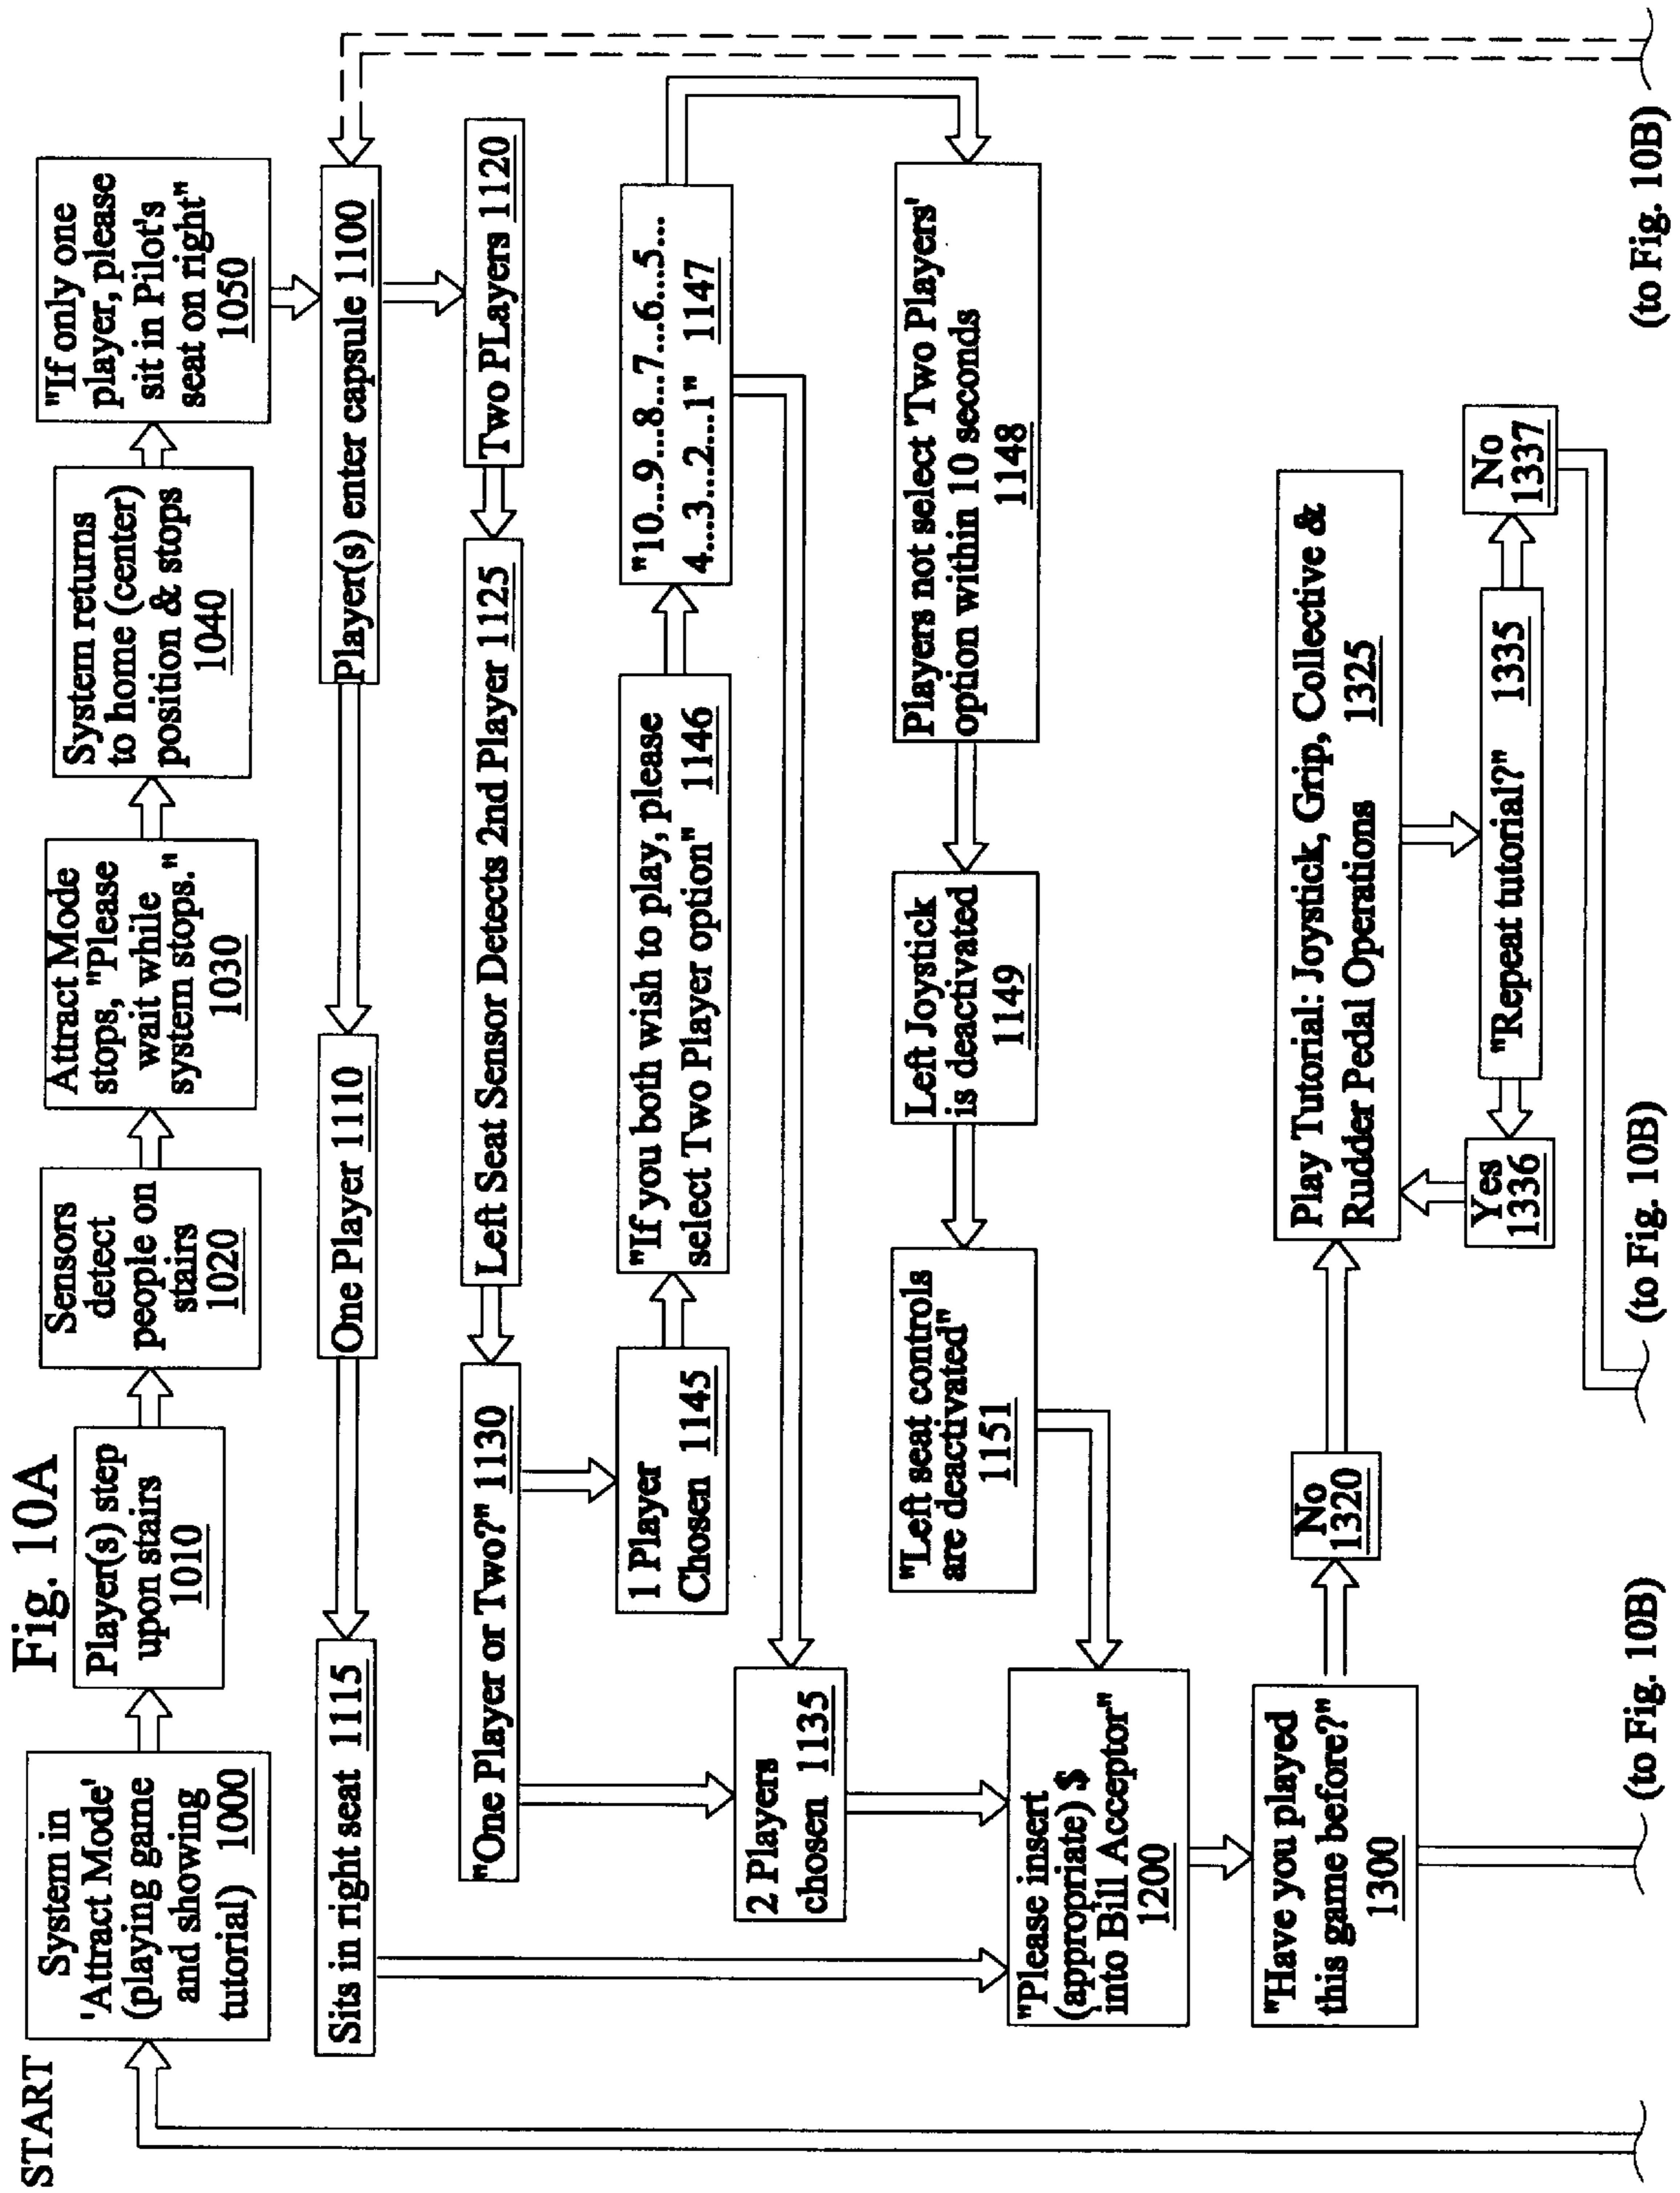 Fig. 10A
START
System in
'Attract Mode'
(playing game
and showing
tutorial) 1000
Player(s) step
upon stairs
1010
Sensors
detect
people on
stairs
1020
Attract Mode
stops, "Please
wait while
system stops."
1030
System returns
to home (center)
position & stops
1040
"If only one
player, please
sit in Pilot's
seat on right"
1050
Player(s) enter capsule 1100
One Player 1110
Sits in right seat 1115
Two PLayers 1120
Left Seat Sensor Detects 2nd Player 1125
"One Player or Two?" 1130
1 Player
Chosen 1145
"If you both wish to play, please
select Two Player option" 1146
"10...9...8...7...6...5...
4...3...2...1" 1147
2 Players
chosen 1135
Players not select 'Two Players'
option within 10 seconds
1148
Left Joystick
is deactivated
1149
"Left seat controls
are deactivated"
1151
"Please insert
(appropriate) $
into Bill Acceptor"
1200
"Have you played
this game before?"
1300
No
1320
Play Tutorial: Joystick, Grip, Collective &
Rudder Pedal Operations 1325
Yes
1336
"Repeat tutorial?" 1335
No
1337
(to Fig. 10B)
(to Fig. 10B)
(to Fig. 10B)